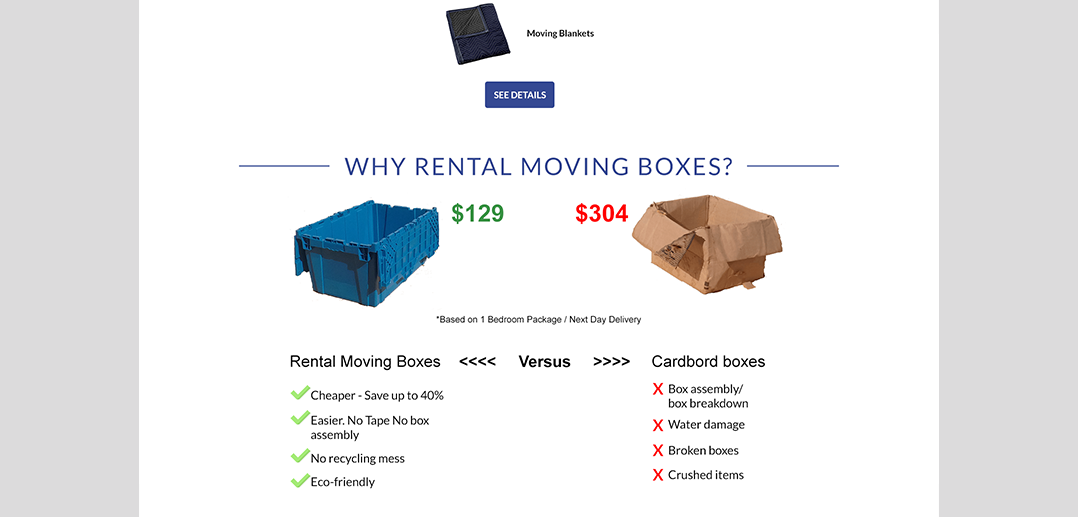 Moving Blankets
SEE DETAILS
WHY RENTAL MOVING BOXES?
$129
$304
*Based on 1 Bedroom Package / Next Day Delivery
Rental Moving Boxes <<<< Versus >>>> Cardbord boxes
Cheaper - Save up to 40%
Easier. No Tape No box
assembly
No recycling mess
Eco-friendly
X Box assembly/
box breakdown
X Water damage
X Broken boxes
X Crushed items